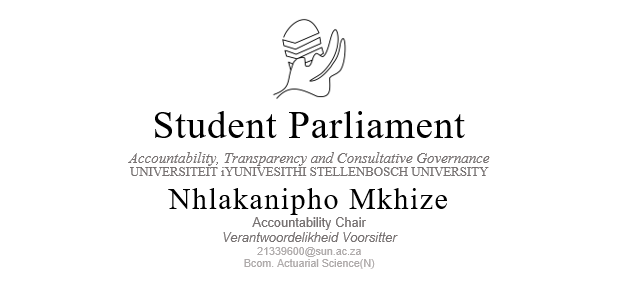 Student Parliament
Accountability, Transparency and Consultative Governance
UNIVERSITEIT iYUNIVESITHI STELLENBOSCH UNIVERSITY
Nhlakanipho Mkhize
Accountability Chair
Verantwoordelikheid Voorsitter
21339600@sun.ac.za
Bcom. Actuarial Science(N)